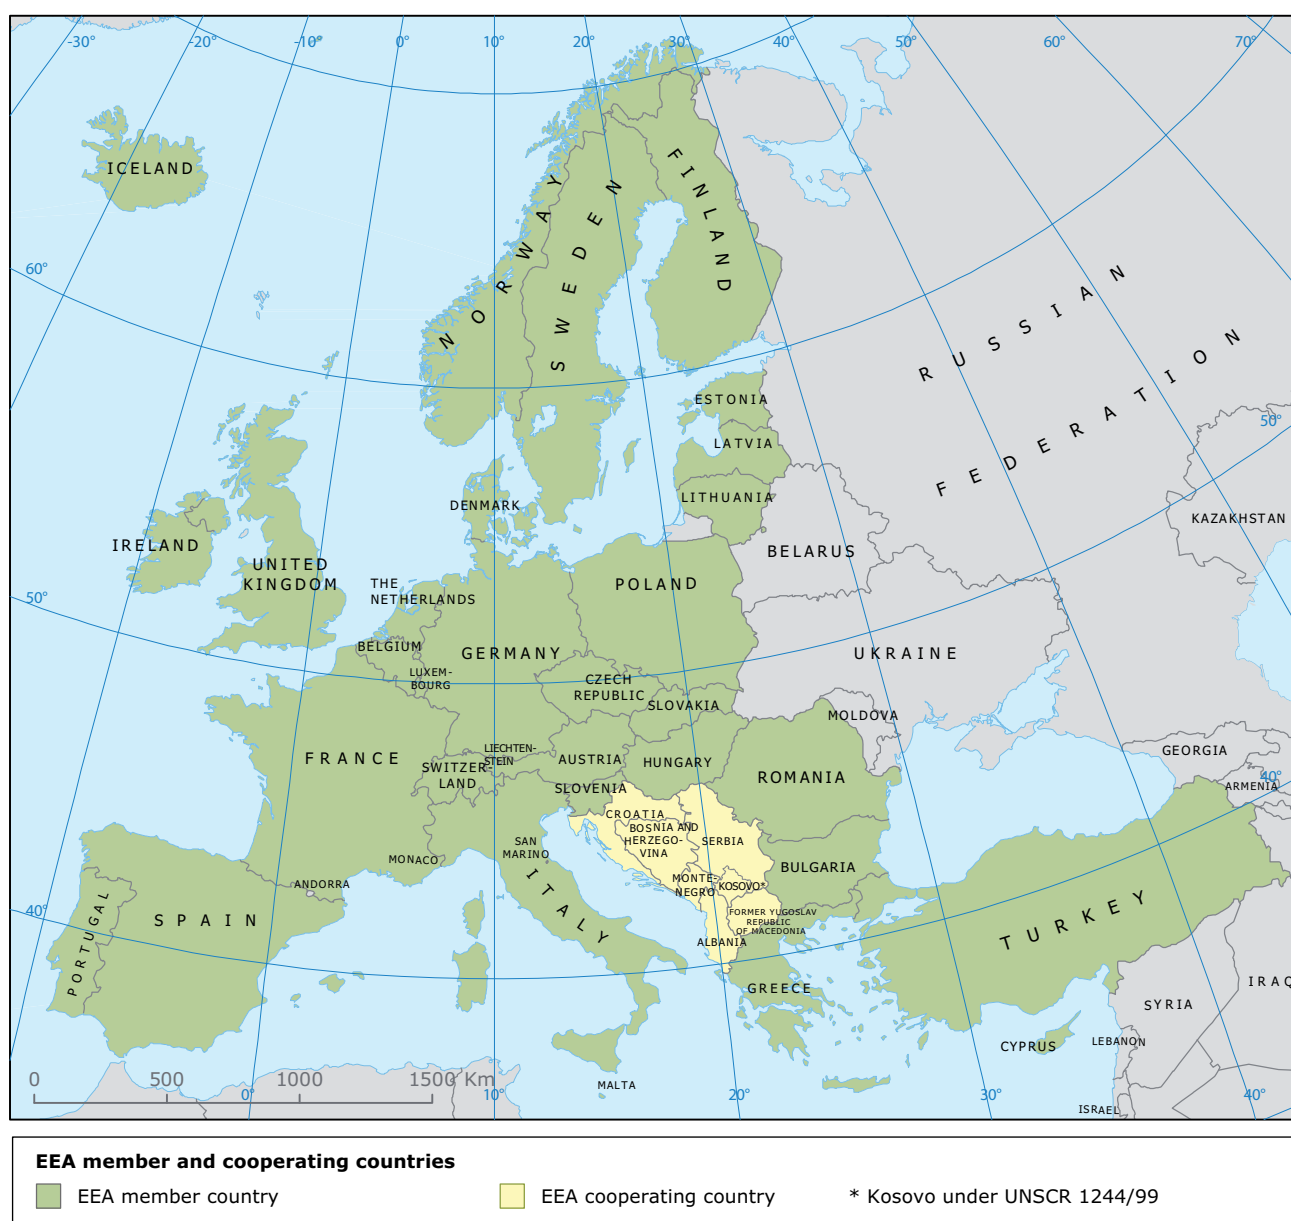 -30°
-20°
-10°
0°
10°
20°
30°
40°
50°
60°
70°
ICELAND
FINLAND
NORWAY
SWEDEN
60°
RUSSIAN
FEDERATION
ESTONIA
50°
LATVIA
LITHUANIA
DENMARK
KAZAKHSTAN
IRELAND
BELARUS
UNITED
KINGDOM
THE
NETHERLANDS
POLAND
50°
BELGIUM
GERMANY
UKRAINE
LUXEM-
BOURG
CZECH
REPUBLIC
SLOVAKIA
MOLDOVA
FRANCE
LIECHTEN-
STEIN
SWITZER-
LAND
AUSTRIA
HUNGARY
ROMANIA
GEORGIA
40°
ARMENIA
SLOVENIA
CROATIA
BOSNIA AND
HERZEGO-
VINA
SERBIA
SAN
MARINO
MONACO
BULGARIA
ANDORRA
MONTE-
NEGRO
KOSOVO*
ITALY
40°
PORTUGAL
SPAIN
FORMER YUGOSLAV
REPUBLIC
OF MACEDONIA
ALBANIA
TURKEY
GREECE
SYRIA
IRAQ
CYPRUS
LEBANON
MALTA
ISRAEL
0
500
1000
1500 Km
0°
10°
20°
30°
40°
EEA member and cooperating countries
EEA member country
EEA cooperating country
* Kosovo under UNSCR 1244/99